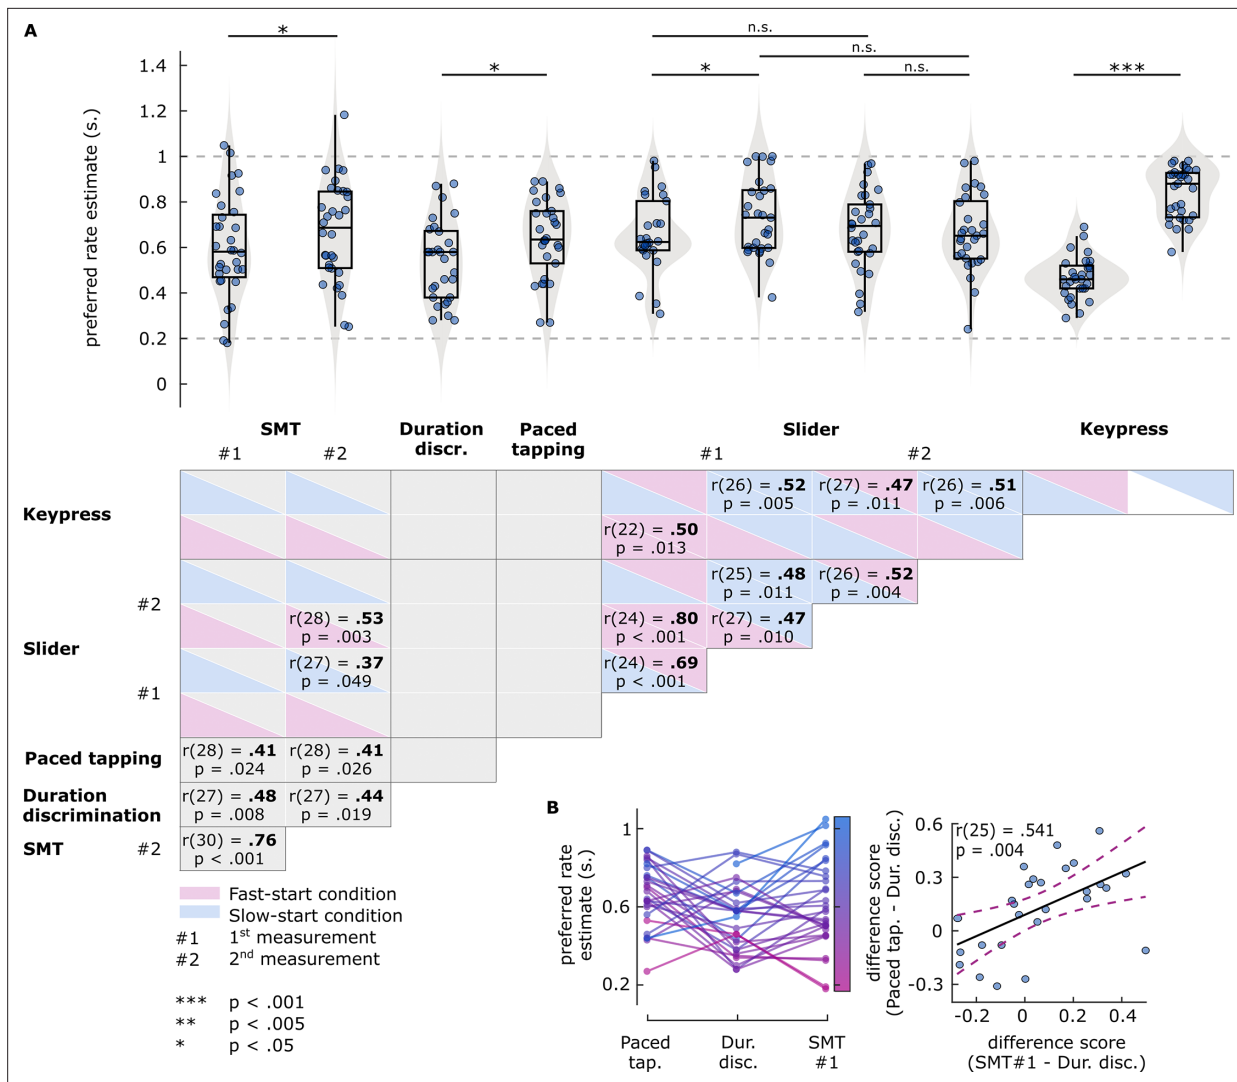 A
*
n.s.
n.s.
*
*
n.s.
***
preferred rate estimate (s.)
1.4
1.2
1
0.8
0.6
0.4
0.2
0
SMT
#1 #2
Duration
discr.
Paced
tapping
Slider
#1 #2
Keypress
Keypress
r(26) = .52
p = .005
r(27) = .47
p = .011
r(26) = .51
p = .006
r(22) = .50
p = .013
Slider
#2
r(25) = .48
p = .011
r(26) = .52
p = .004
r(28) = .53
p = .003
r(24) = .80
p < .001
r(27) = .47
p = .010
#1
r(27) = .37
p = .049
r(24) = .69
p < .001
Paced tapping
r(28) = .41
p = .024
r(28) = .41
p = .026
Duration
discrimination
r(27) = .48
p = .008
r(27) = .44
p = .019
SMT #2
r(30) = .76
p < .001
Fast-start condition
Slow-start condition
#1 1st measurement
#2 2nd measurement
*** p < .001
** p < .005
* p < .05
B
preferred rate
estimate (s.)
1
0.6
0.2
Paced
tap.
Dur.
disc.
SMT
#1
difference score
(Paced tap. - Dur. disc.)
0.6
0.3
0
-0.3
r(25) = .541
p = .004
-0.2 0 0.2 0.4
difference score
(SMT#1 - Dur. disc.)